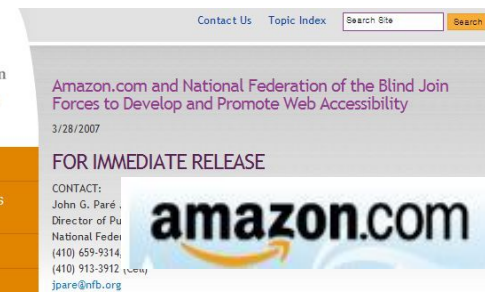 Contact Us Topic Index Search Site Search
Amazon.com and National Federation of the Blind Join
Forces to Develop and Promote Web Accessibility
3/28/2007
FOR IMMEDIATE RELEASE
CONTACT:
John G. Paré
Director of
National
(410) 659-9314,
(410) 913-3912 (Cell)
jpare@nfb.org
amazon.com